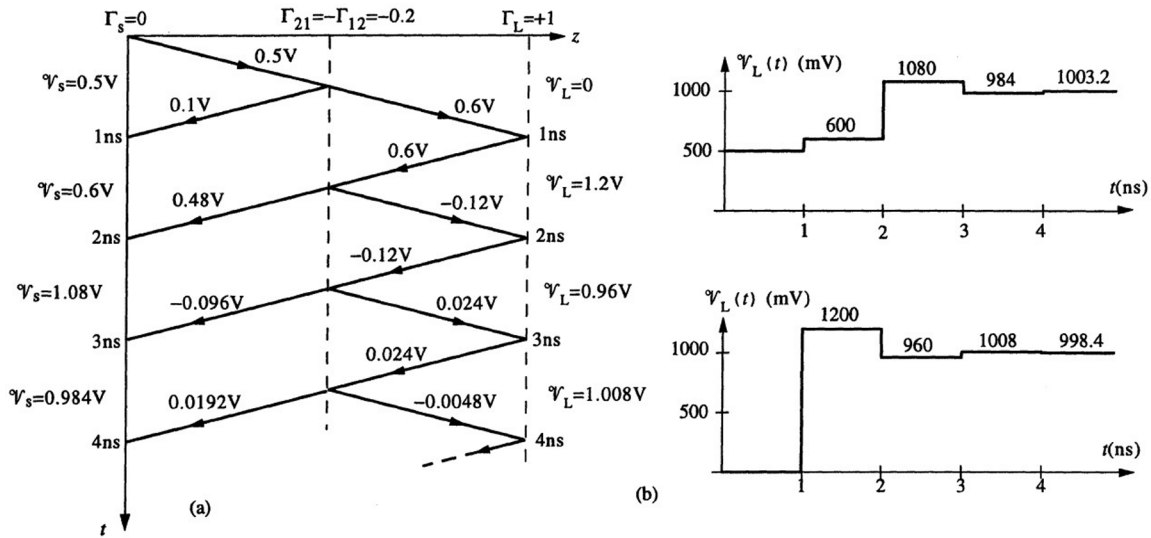 Γs=0
Γ21=−Γ12=−0.2
ΓL=+1
z
0.5V
𝒱s=0.5V
𝒱L=0
0.1V
0.6V
1ns
1ns
0.6V
𝒱s=0.6V
𝒱L=1.2V
0.48V
−0.12V
2ns
2ns
−0.12V
𝒱s=1.08V
𝒱L=0.96V
−0.096V
0.024V
3ns
3ns
0.024V
𝒱s=0.984V
𝒱L=1.008V
0.0192V
−0.0048V
4ns
4ns
t
(a)
𝒱L (t) (mV)
1080
984
1003.2
1000
600
500
t(ns)
1
2
3
4
𝒱L (t) (mV)
1200
960
1008
998.4
1000
500
t(ns)
1
2
3
4
(b)